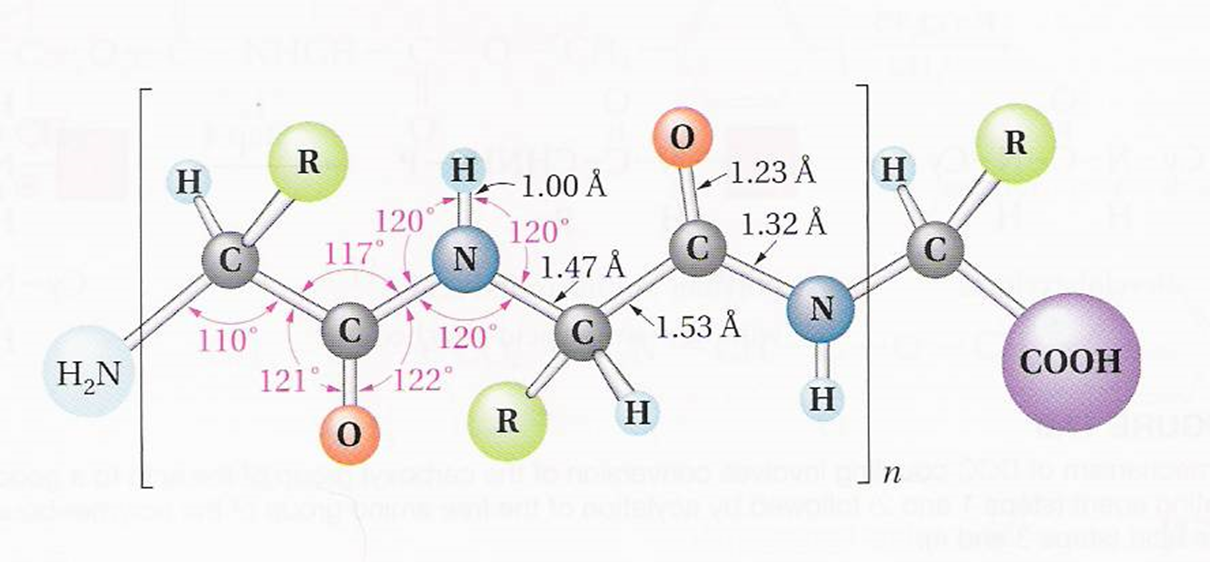 O
R
H
H
R
H
1.00 Å
1.23 Å
120°
120°
1.32 Å
117°
C
N
C
C
1.47 Å
N
C
C
1.53 Å
110°
120°
H₂N
COOH
121°
122°
R
H
H
O
n